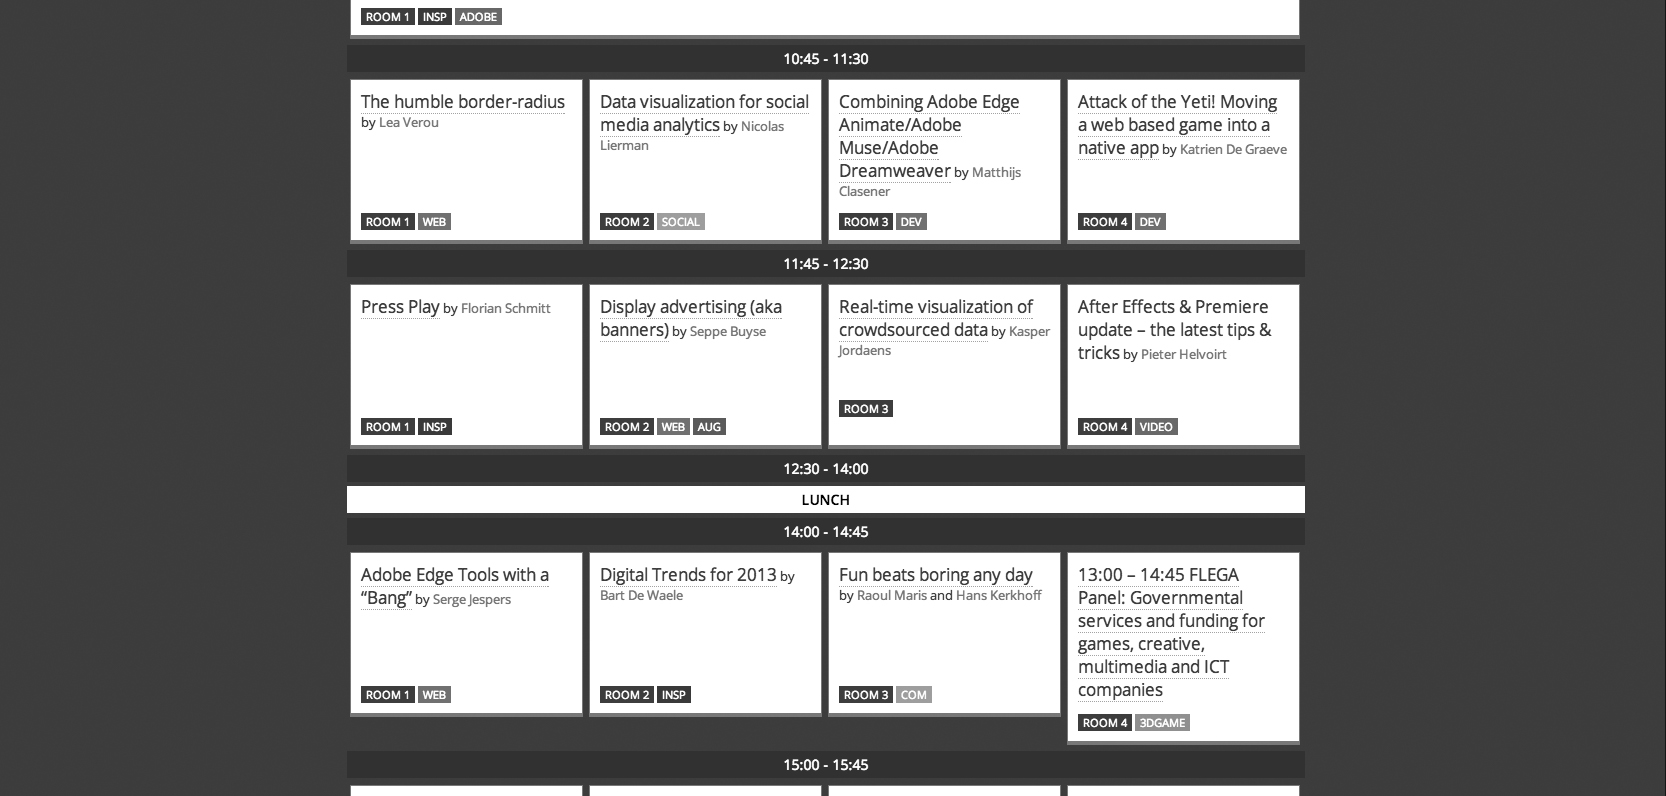 ROOM 1 INSP ADOBE
10:45 - 11:30
The humble border-radius
by Lea Verou
ROOM 1 WEB
Data visualization for social
media analytics by Nicolas
Lierman
ROOM 2 SOCIAL
Combining Adobe Edge
Animate/Adobe
Muse/Adobe
Dreamweaver by Matthijs
Clasener
ROOM 3 DEV
Attack of the Yeti! Moving
a web based game into a
native app by Katrien De Graeve
ROOM 4 DEV
11:45 - 12:30
Press Play by Florian Schmitt
ROOM 1 INSP
Display advertising (aka
banners) by Seppe Buyse
ROOM 2 WEB AUG
Real-time visualization of
crowdsourced data by Kasper
Jordaens
ROOM 3
After Effects & Premiere
update – the latest tips &
tricks by Pieter Helvoirt
ROOM 4 VIDEO
12:30 - 14:00
LUNCH
14:00 - 14:45
Adobe Edge Tools with a
“Bang” by Serge Jespers
ROOM 1 WEB
Digital Trends for 2013 by
Bart De Waele
ROOM 2 INSP
Fun beats boring any day
by Raoul Maris and Hans Kerkhoff
ROOM 3 COM
13:00 – 14:45 FLEGA
Panel: Governmental
services and funding for
games, creative,
multimedia and ICT
companies
ROOM 4 3DGAME
15:00 - 15:45